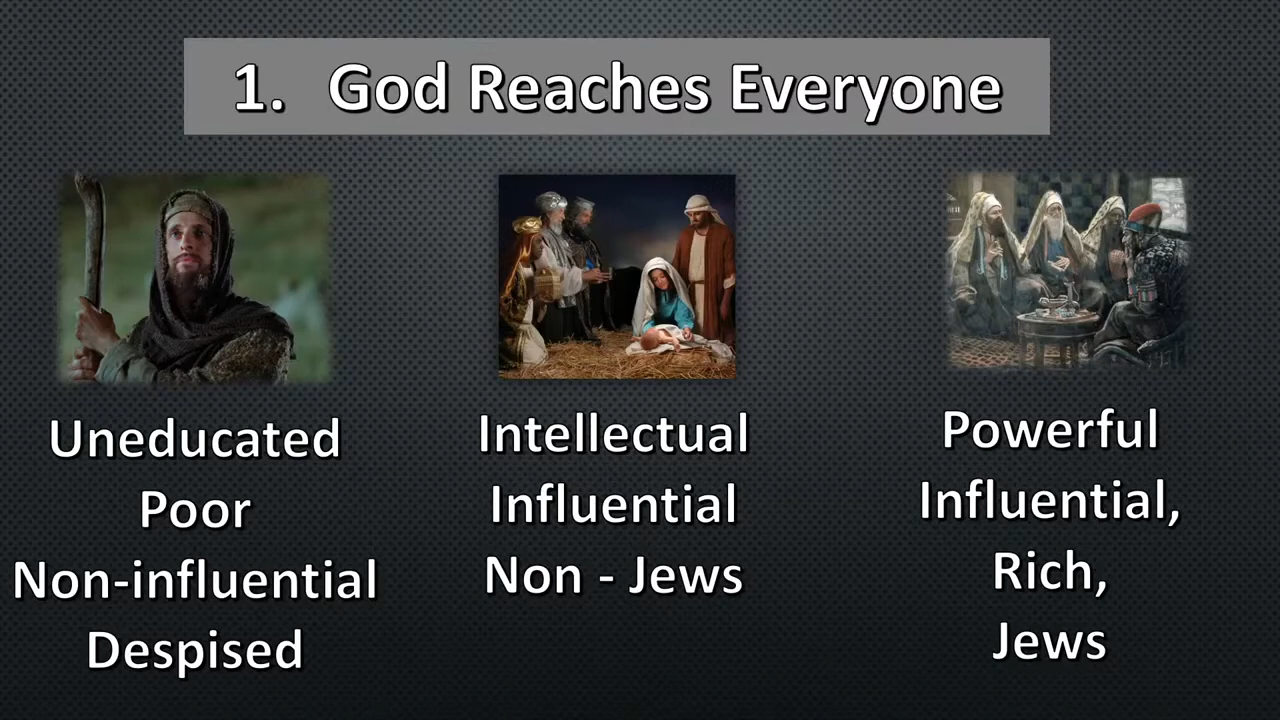 1. God Reaches Everyone
Uneducated
Poor
Non-influential
Despised
Intellectual
Influential
Non - Jews
Powerful
Influential,
Rich,
Jews